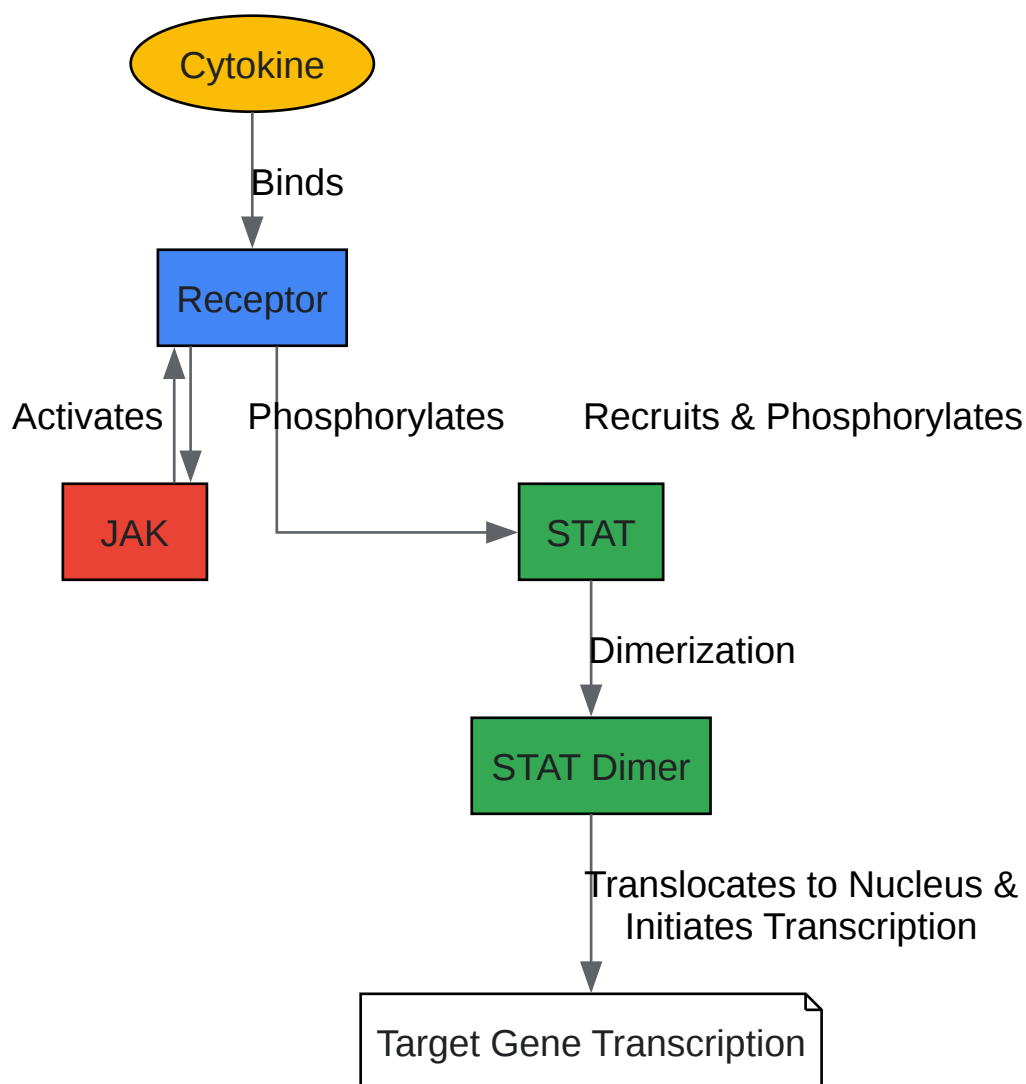 Cytokine
Binds
Receptor
Activates
Phosphorylates
Recruits & Phosphorylates
JAK
STAT
Dimerization
STAT Dimer
Translocates to Nucleus &
Initiates Transcription
Target Gene Transcription